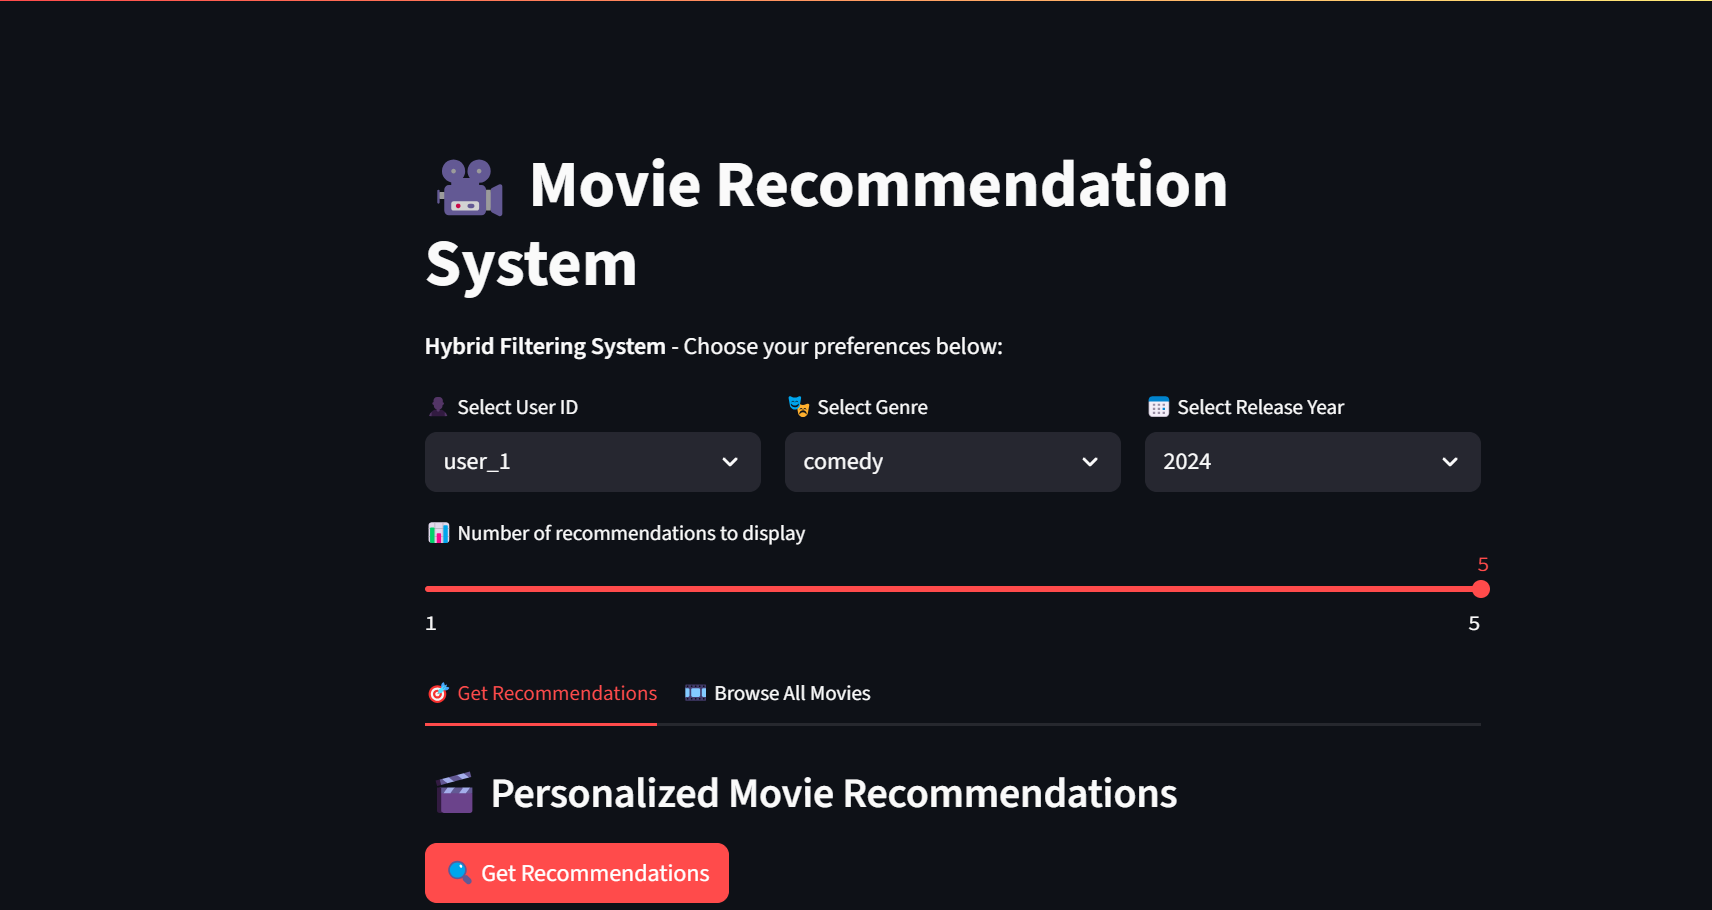 Movie Recommendation
System
Hybrid Filtering System - Choose your preferences below:
Select User ID
Select Genre
Select Release Year
user_1
comedy
2024
Number of recommendations to display
5
1
5
Get Recommendations
Browse All Movies
Personalized Movie Recommendations
Get Recommendations